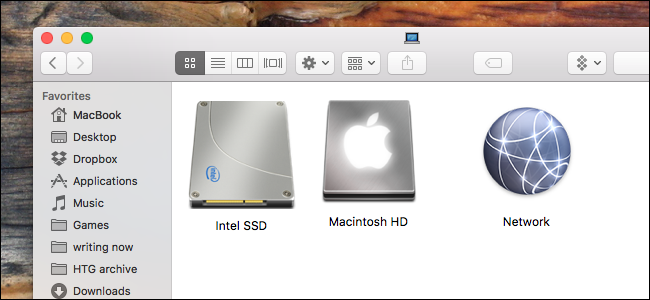 Favorites
MacBook
Desktop
Dropbox
Applications
Music
Games
writing now
HTG archive
Downloads
intel
Intel SSD
Macintosh HD
Network